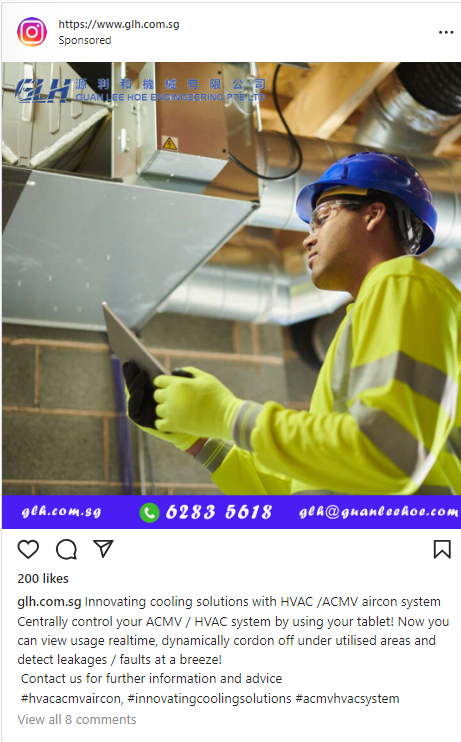 https://www.glh.com.sg
Sponsored
GLH 源利和機械有限公司
GUAN LEE HOE ENGINEERING PTE LTD
glh.com.sg 6283 5618 glh@guanleehoe.com
200 likes
glh.com.sg Innovating cooling solutions with HVAC /ACMV aircon system
Centrally control your ACMV / HVAC system by using your tablet! Now you
can view usage realtime, dynamically cordon off under utilised areas and
detect leakages / faults at a breeze!
Contact us for further information and advice
#hvacacmvaircon, #innovatingcoolingsolutions #acmvhvacsystem
View all 8 comments